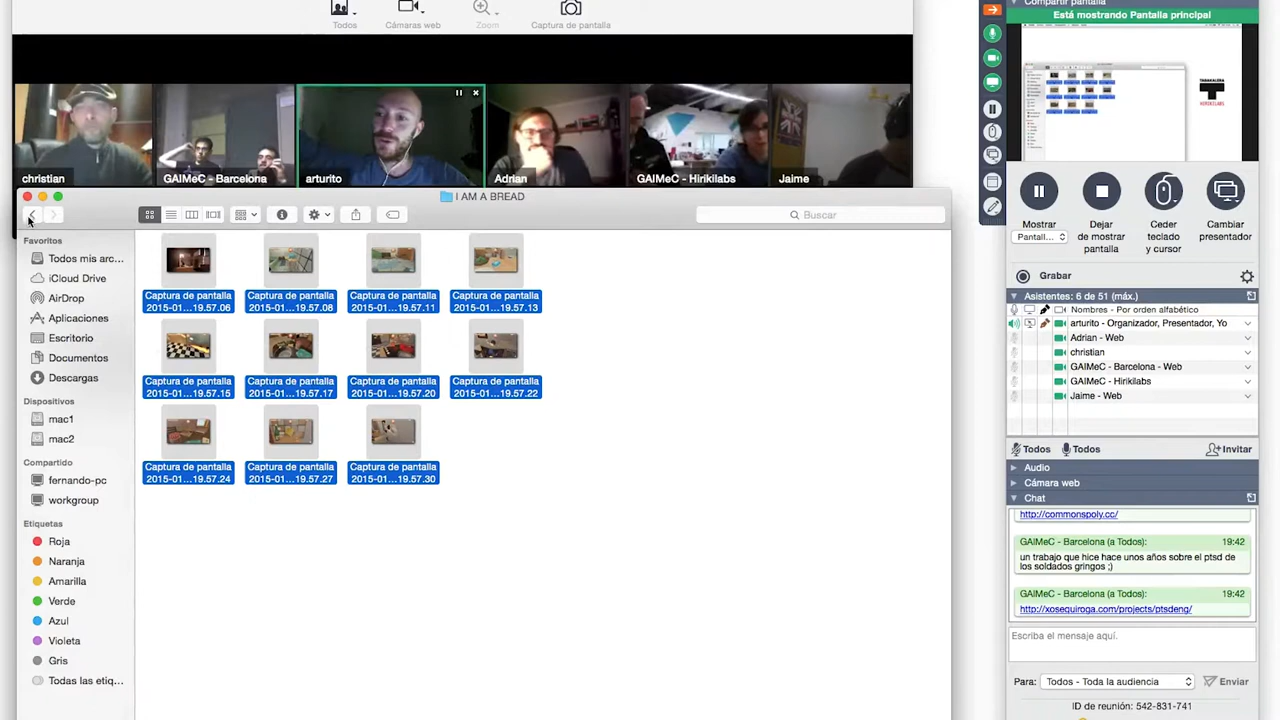 Compartir pantalla
Está mostrando Pantalla principal
Todos
Cámaras web
Zoom
Captura de pantalla
TABAKALERA
HIRIKILABS
christian
GAIMeC - Barcelona
arturito
Adrian
GAIMeC - Hirikilabs
Jaime
I AM A BREAD
Buscar
Favoritos
Todos mis arc...
iCloud Drive
AirDrop
Aplicaciones
Escritorio
Documentos
Descargas
Dispositivos
mac1
mac2
Compartido
fernando-pc
workgroup
Etiquetas
Roja
Naranja
Amarilla
Verde
Azul
Violeta
Gris
Todas las etiq...
Captura de pantalla
2015-01...19.57.06
Captura de pantalla
2015-01...19.57.08
Captura de pantalla
2015-01...19.57.11
Captura de pantalla
2015-01...19.57.13
Captura de pantalla
2015-01...19.57.15
Captura de pantalla
2015-01...19.57.17
Captura de pantalla
2015-01...19.57.20
Captura de pantalla
2015-01...19.57.22
Captura de pantalla
2015-01...19.57.24
Captura de pantalla
2015-01...19.57.27
Captura de pantalla
2015-01...19.57.30
Mostrar
Pantall...
Dejar
de mostrar
pantalla
Ceder
teclado
y cursor
Cambiar
presentador
Grabar
Asistentes: 6 de 51 (máx.)
Nombres - Por orden alfabético
arturito - Organizador, Presentador, Yo
Adrian - Web
christian
GAIMeC - Barcelona - Web
GAIMeC - Hirikilabs
Jaime - Web
Todos
Todos
Invitar
Audio
Cámara web
Chat
http://commonspoly.cc/
GAIMeC - Barcelona (a Todos): 19:42
un trabajo que hice hace unos años sobre el ptsd de
los soldados gringos ;)
GAIMeC - Barcelona (a Todos): 19:42
http://xosequiroga.com/projects/ptsdeng/
Escriba el mensaje aquí.
Para: Todos - Toda la audiencia
Enviar
ID de reunión: 542-831-741